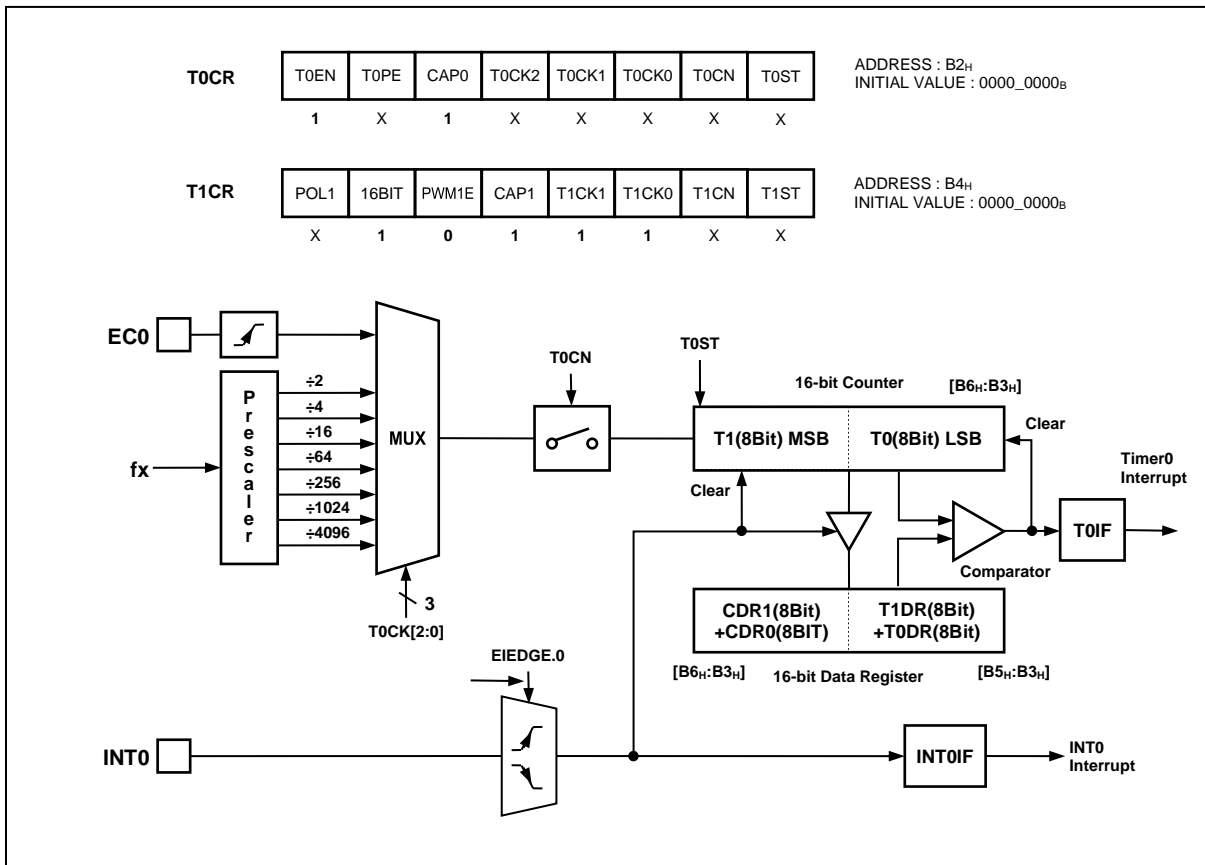 T0CR T0EN T0PE CAP0 T0CK2 T0CK1 T0CK0 T0CN T0ST
ADDRESS : B2H
INITIAL VALUE : 0000_0000B
1 X 1 X X X X X
T1CR POL1 16BIT PWM1E CAP1 T1CK1 T1CK0 T1CN T1ST
ADDRESS : B4H
INITIAL VALUE : 0000_0000B
X 1 0 1 1 1 X X
EC0
fx
Prescaler
÷2
÷4
÷16
÷64
÷256
÷1024
÷4096
MUX
3
T0CK[2:0]
T0CN
T0ST
16-bit Counter
[B6H:B3H]
T1(8Bit) MSB
T0(8Bit) LSB
Clear
Clear
Comparator
T0IF
Timer0
Interrupt
CDR1(8Bit)
+CDR0(8BIT)
T1DR(8Bit)
+T0DR(8Bit)
[B6H:B3H]
16-bit Data Register
[B5H:B3H]
EIEDGE.0
INT0
INT0IF
INT0
Interrupt